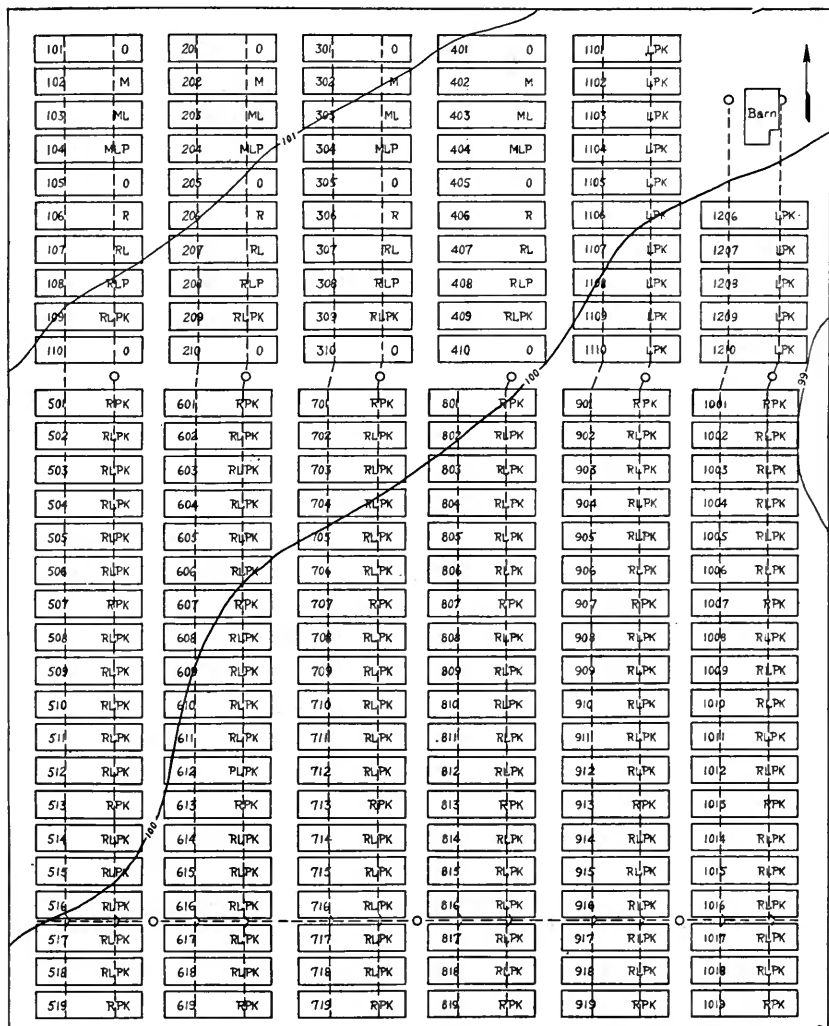 101 O 201 O 301 O 401 O 1101 LPK
102 M 202 M 302 M 402 M 1102 LPK
103 ML 203 ML 303 ML 403 ML 1103 LPK Barn
101
104 MLP 204 MLP 304 MLP 404 MLP 1104 LPK
105 O 205 O 305 O 405 O 1105 LPK
106 R 206 R 306 R 406 R 1106 LPK 1206 LPK
107 RL 207 RL 307 RL 407 RL 1107 LPK 1207 LPK
108 RLP 208 RLP 308 RLP 408 RLP 1108 LPK 1208 LPK
109 RLPK 209 RLPK 309 RLPK 409 RLPK 1109 LPK 1209 LPK
110 O 210 O 310 O 410 O 1110 LPK 1210 LPK
100 99
501 RPK 601 RPK 701 RPK 801 RPK 901 RPK 1001 RPK
502 RLPK 602 RLPK 702 RLPK 802 RLPK 902 RLPK 1002 RLPK
503 RLPK 603 RLPK 703 RLPK 803 RLPK 903 RLPK 1003 RLPK
504 RLPK 604 RLPK 704 RLPK 804 RLPK 904 RLPK 1004 RLPK
505 RLPK 605 RLPK 705 RLPK 805 RLPK 905 RLPK 1005 RLPK
506 RLPK 606 RLPK 706 RLPK 806 RLPK 906 RLPK 1006 RLPK
507 RPK 607 RPK 707 RPK 807 RPK 907 RPK 1007 RPK
508 RLPK 608 RLPK 708 RLPK 808 RLPK 908 RLPK 1008 RLPK
509 RLPK 609 RLPK 709 RLPK 809 RLPK 909 RLPK 1009 RLPK
510 RLPK 610 RLPK 710 RLPK 810 RLPK 910 RLPK 1010 RLPK
511 RLPK 611 RLPK 711 RLPK 811 RLPK 911 RLPK 1011 RLPK
512 RLPK 612 PLPK 712 RLPK 812 RLPK 912 RLPK 1012 RLPK
513 RPK 613 RPK 713 RPK 813 RPK 913 RPK 1013 RPK
100
514 RLPK 614 RLPK 714 RLPK 814 RLPK 914 RLPK 1014 RLPK
515 RLPK 615 RLPK 715 RLPK 815 RLPK 915 RLPK 1015 RLPK
516 RLPK 616 RLPK 716 RLPK 816 RLPK 916 RLPK 1016 RLPK
517 RLPK 617 RLPK 717 RLPK 817 RLPK 917 RLPK 1017 RLPK
518 RLPK 618 RLPK 718 RLPK 818 RLPK 918 RLPK 1018 RLPK
519 RPK 619 RPK 719 RPK 819 RPK 919 RPK 1019 RPK